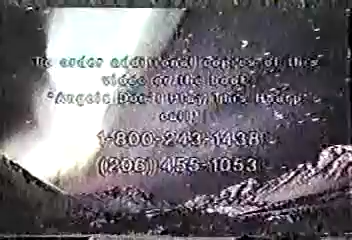 To order additional copies of this
video or the book
"Angels Don't Play This Haarp"
call:
1-800-243-1438
(206) 455-1053